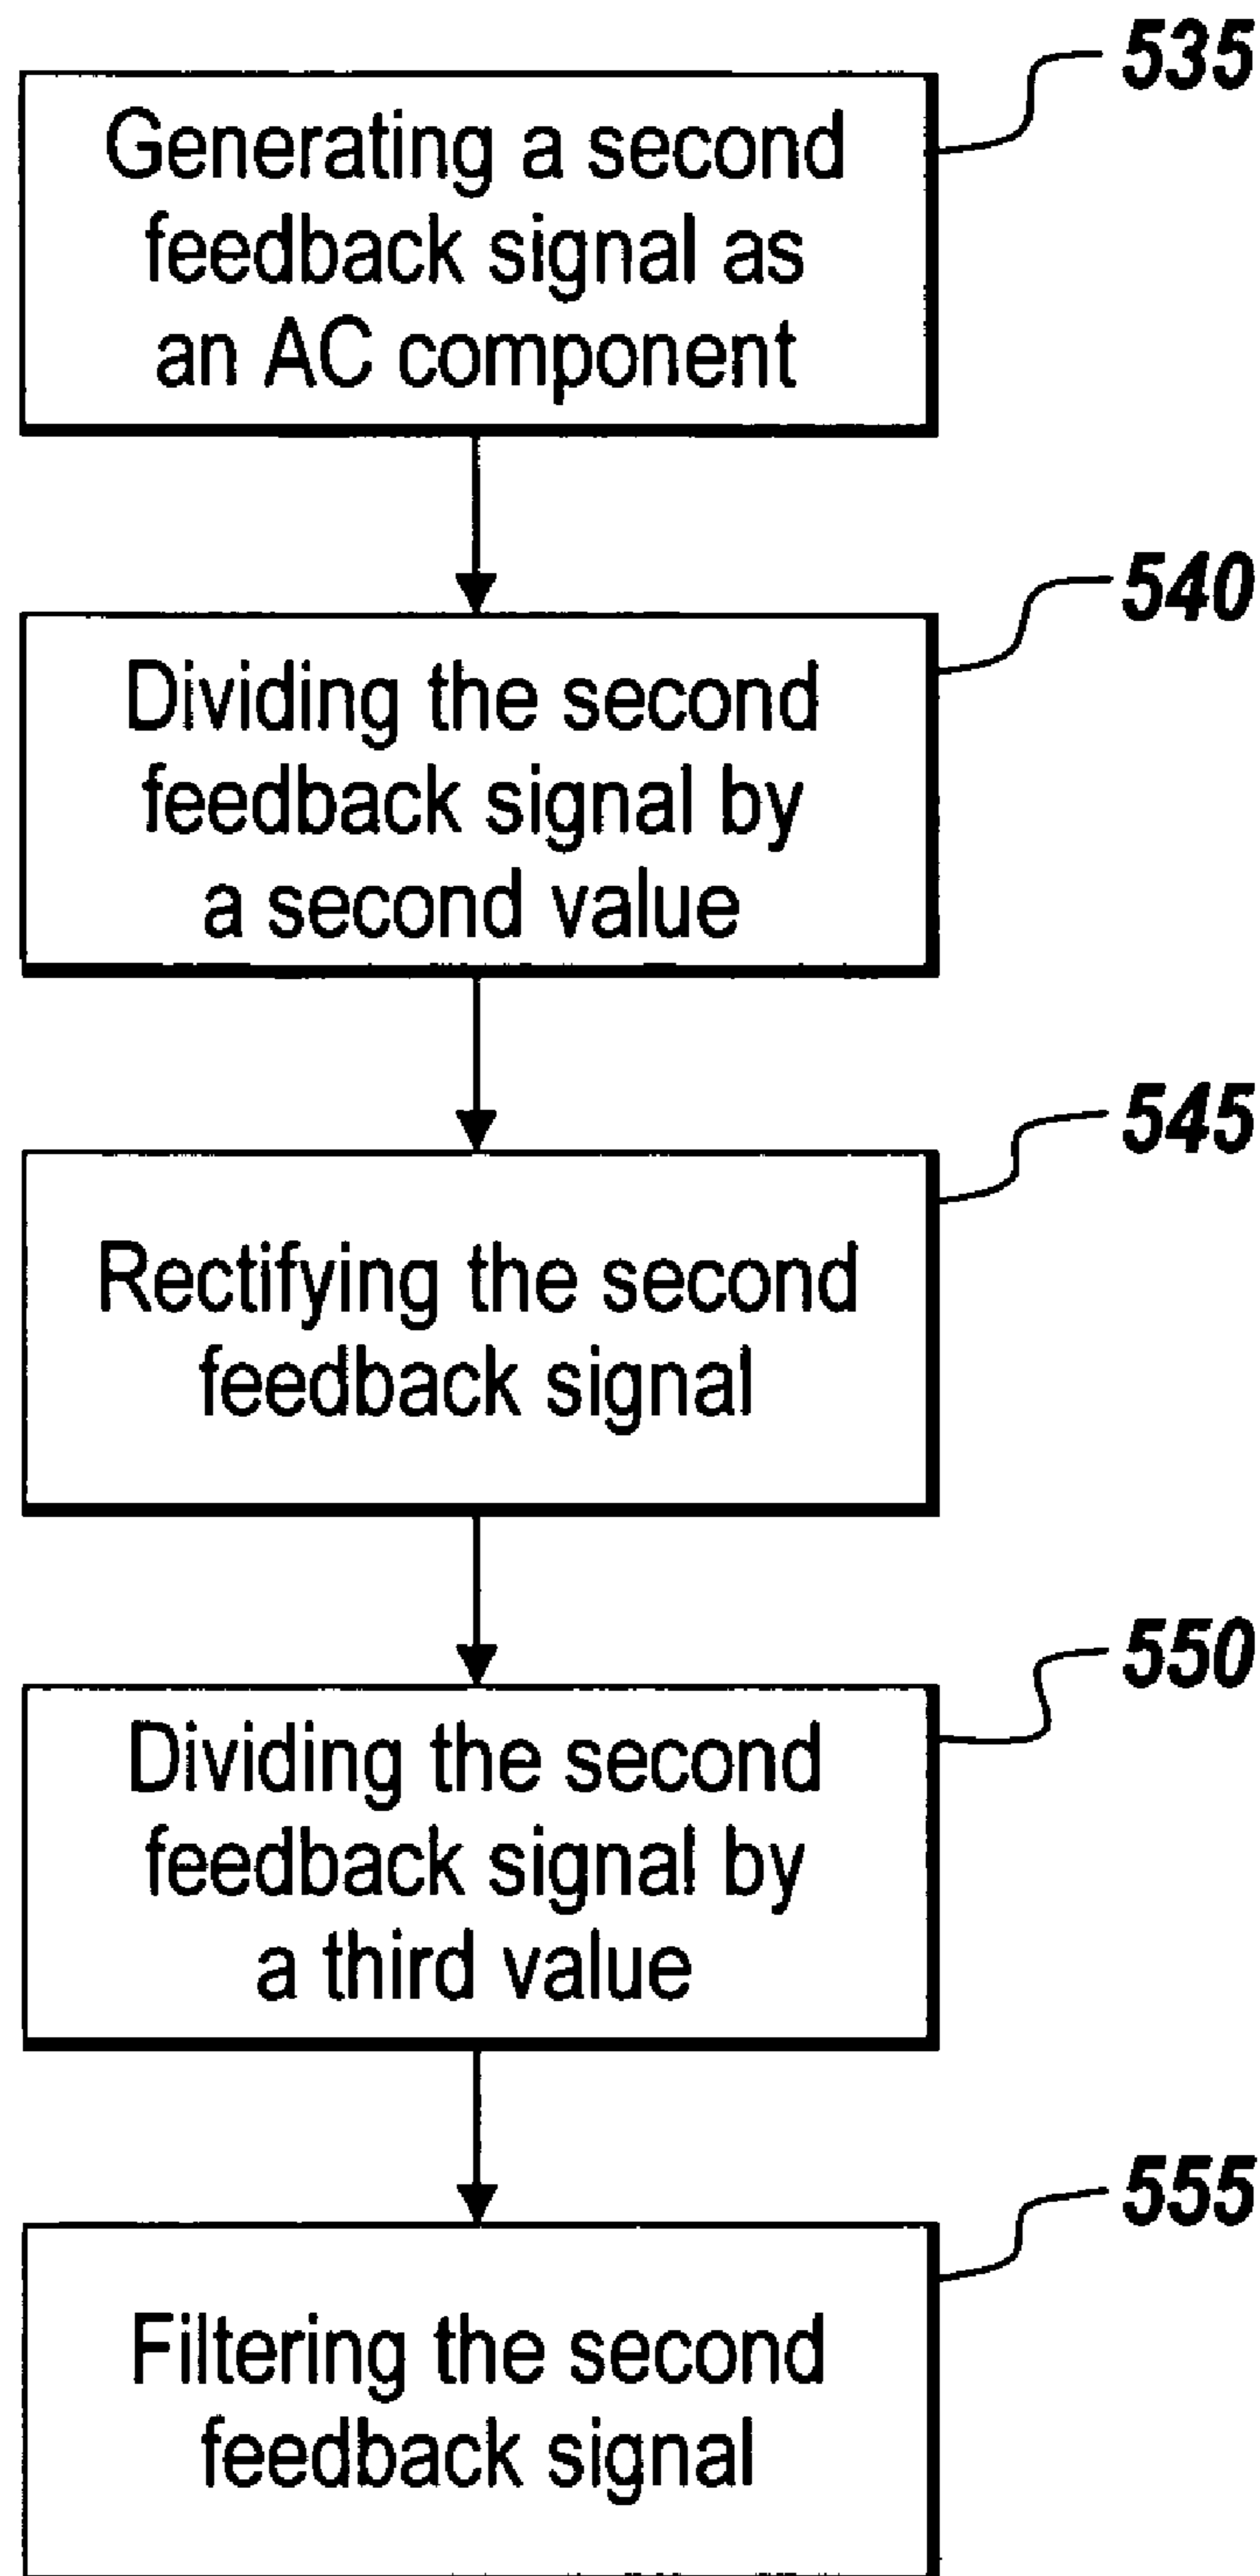 535
Generating a second
feedback signal as
an AC component
540
Dividing the second
feedback signal by
a second value
545
Rectifying the second
feedback signal
550
Dividing the second
feedback signal by
a third value
555
Filtering the second
feedback signal